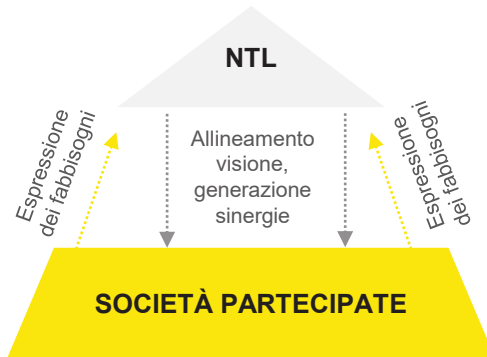 NTL
Espressione
dei fabbisogni
Allineamento
visione,
generazione
sinergie
Espressione
dei fabbisogni
SOCIETÀ PARTECIPATE